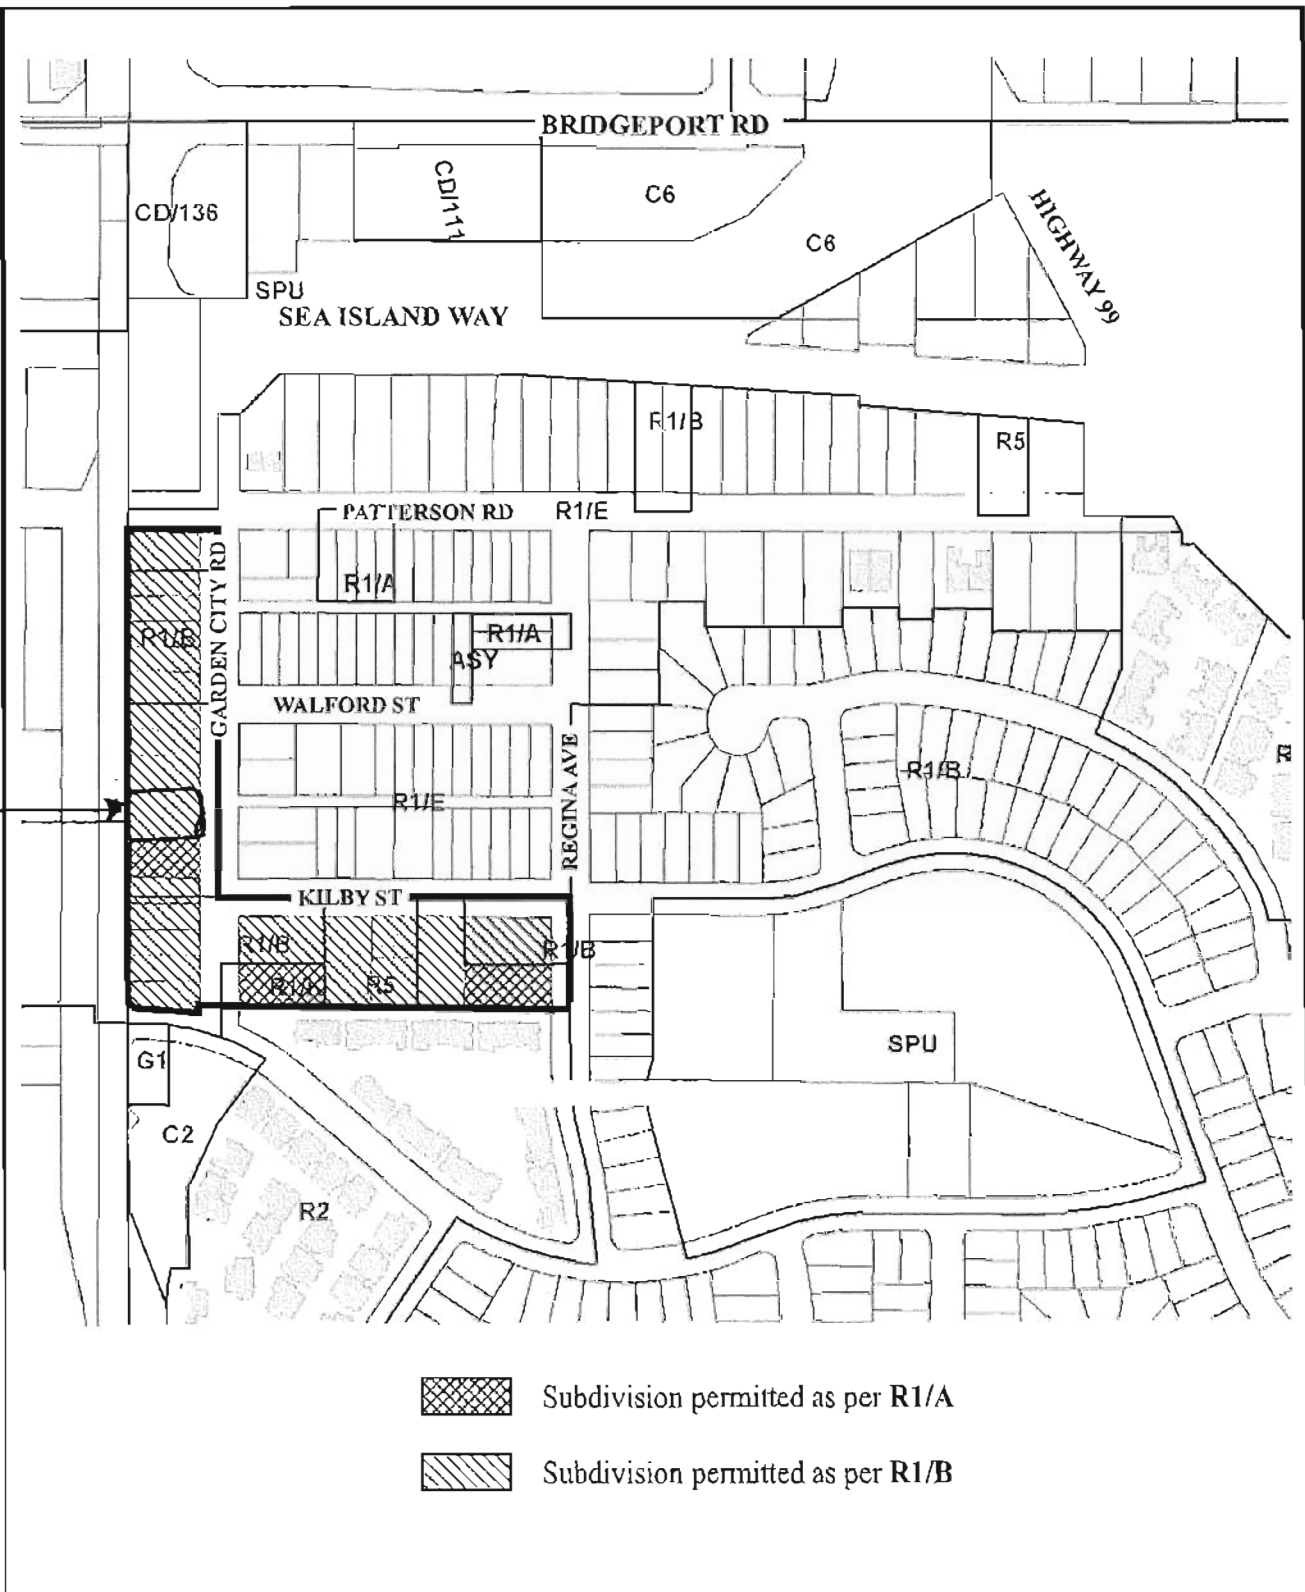 BRIDGEPORT RD
CD/136
CD/111
C6
C6
HIGHWAY 99
SPU
SEA ISLAND WAY
R1/B
R5
PATTERSON RD
R1/E
GARDEN CITY RD
R1/A
R1/B
R1/A
ASY
WALFORD ST
REGINA AVE
R1/B
R1/E
KILBY ST
R1/B
R1/B
R5
SPU
G1
C2
R2
Subdivision permitted as per R1/A
Subdivision permitted as per R1/B